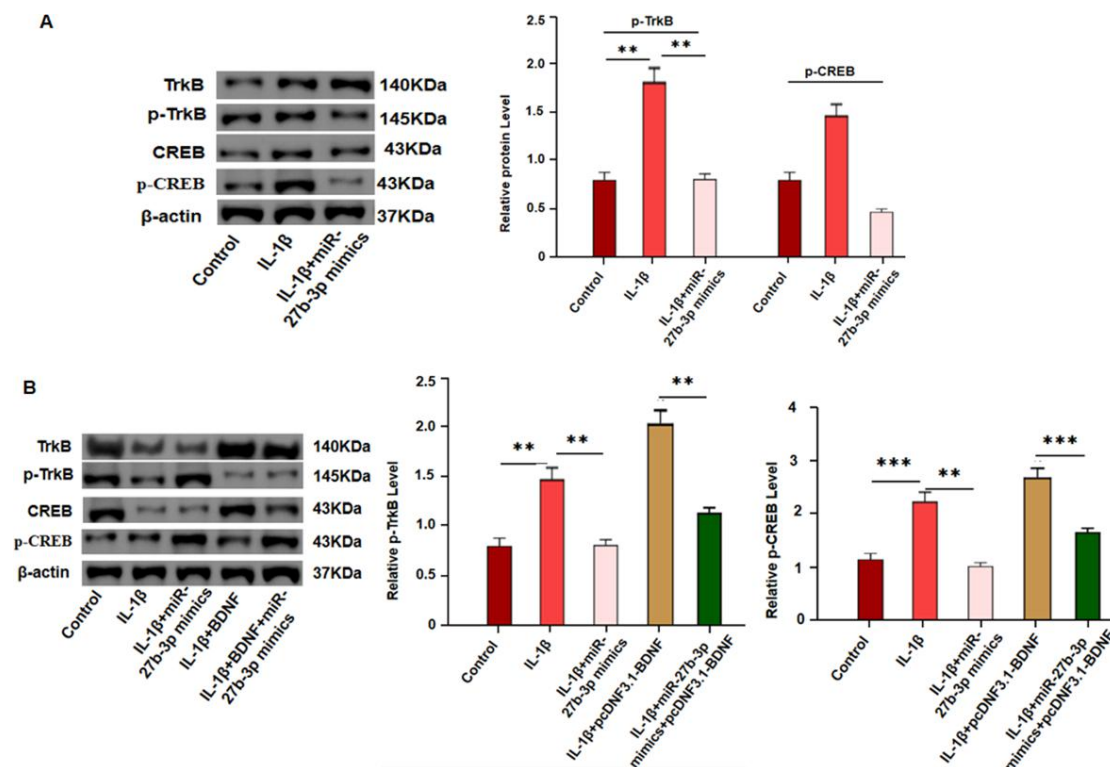 A
TrkB
140KDa
p-TrkB
145KDa
CREB
43KDa
p-CREB
43KDa
β-actin
37KDa
Control
IL-1β
IL-1β+miR-
27b-3p mimics
Relative protein Level
2.5
2.0
1.5
1.0
0.5
0
p-TrkB
**
**
p-CREB
Control
IL-1β
IL-1β+miR-
27b-3p mimics
Control
IL-1β
IL-1β+miR-
27b-3p mimics
B
TrkB
140KDa
p-TrkB
145KDa
CREB
43KDa
p-CREB
43KDa
β-actin
37KDa
Control
IL-1β
IL-1β+miR-
27b-3p mimics
IL-1β+BDNF
IL-1β+BDNF+miR-
27b-3p mimics
Relative p-TrkB Level
2.5
2.0
1.5
1.0
0.5
0
**
**
**
Control
IL-1β
IL-1β+miR-
27b-3p mimics
IL-1β+pcDNF3.1-BDNF
IL-1β+miR-27b-3p
mimics+pcDNF3.1-BDNF
Relative p-CREB Level
4
3
2
1
0
***
**
***
Control
IL-1β
IL-1β+miR-
27b-3p mimics
IL-1β+pcDNF3.1-BDNF
IL-1β+miR-27b-3p
mimics+pcDNF3.1-BDNF